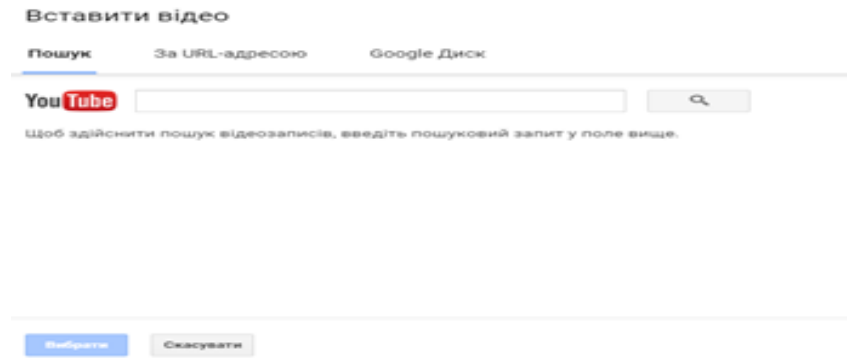 Вставити відео
Пошук За URL-адресою Google Диск
YouTube
Щоб здійснити пошук відеозаписів, введіть пошуковий запит у поле вище.
Вибрати Скасувати